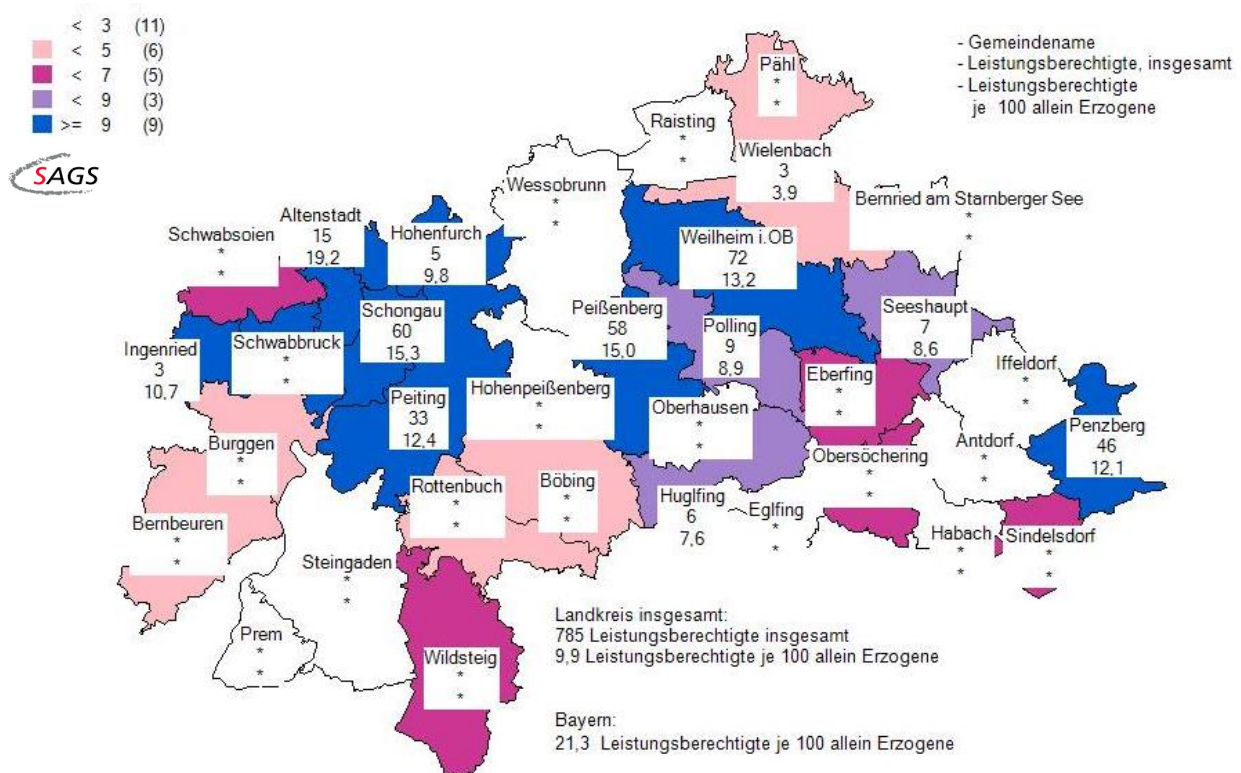 < 3 (11)
< 5 (6)
< 7 (5)
< 9 (3)
>= 9 (9)
SAGS
- Gemeindename
- Leistungsberechtigte, insgesamt
- Leistungsberechtigte
je 100 allein Erzogene
Pähl
*
*
Raisting
*
*
Wielenbach
3
3,9
Wessobrunn
*
*
Bernried am Starnberger See
*
*
Altenstadt
15
19,2
Schwabsoien
*
*
Hohenfurch
5
9,8
Weilheim i.OB
72
13,2
Schongau
60
15,3
Peißenberg
58
15,0
Polling
9
8,9
Seeshaupt
7
8,6
Ingenried
3
10,7
Schwabbruck
*
*
Iffeldorf
*
*
Eberfing
*
*
Peiting
33
12,4
Hohenpeißenberg
*
*
Oberhausen
*
*
Penzberg
46
12,1
Burggen
*
*
Antdorf
*
*
Obersöchering
*
*
Rottenbuch
*
*
Böbing
*
*
Huglfing
6
7,6
Eglfing
*
*
Bernbeuren
*
*
Habach
*
*
Sindelsdorf
*
*
Steingaden
*
*
Prem
*
*
Wildsteig
*
*
Landkreis insgesamt:
785 Leistungsberechtigte insgesamt
9,9 Leistungsberechtigte je 100 allein Erzogene
Bayern:
21,3 Leistungsberechtigte je 100 allein Erzogene